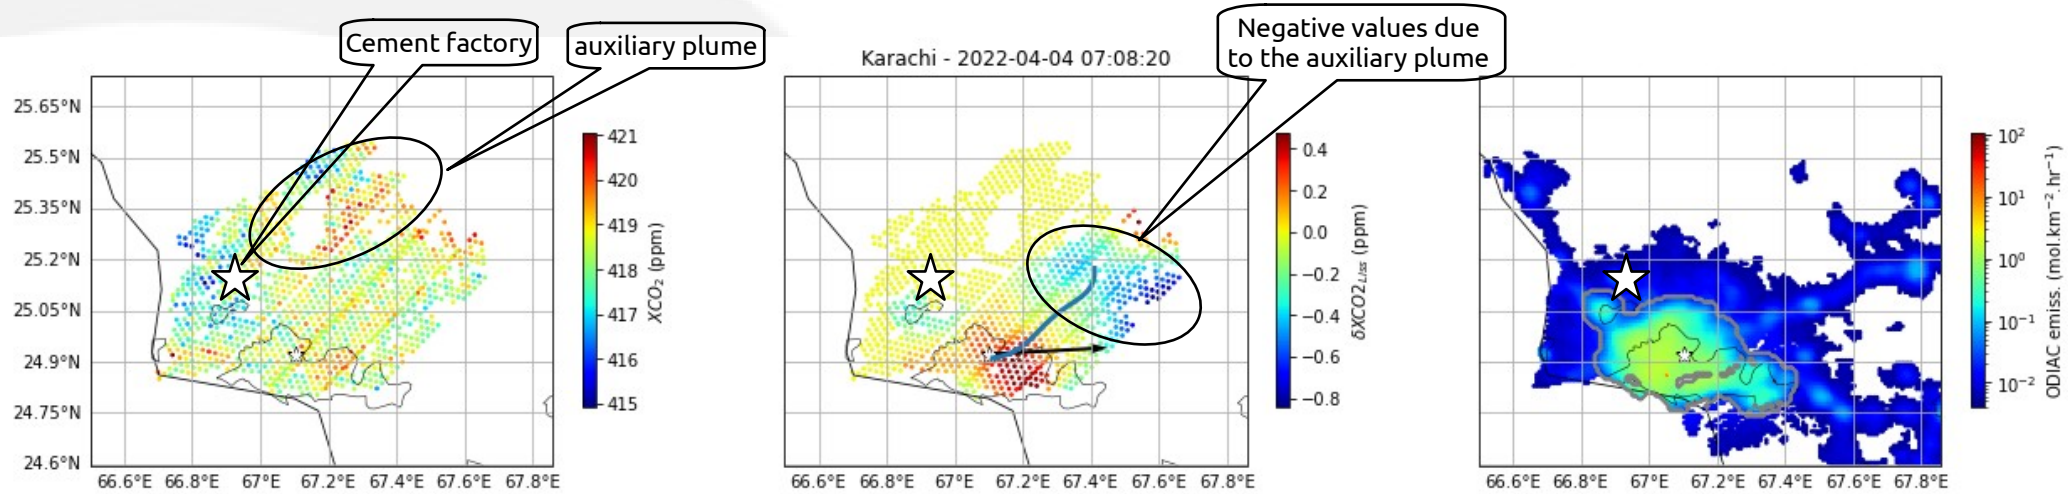 Cement factory
auxiliary plume
Negative values due
to the auxiliary plume
Karachi - 2022-04-04 07:08:20
25.65°N
25.5°N
25.35°N
25.2°N
25.05°N
24.9°N
24.75°N
24.6°N
66.6°E 66.8°E 67°E 67.2°E 67.4°E 67.6°E 67.8°E
421
420
419
418
417
416
415
XCO₂ (ppm)
66.6°E 66.8°E 67°E 67.2°E 67.4°E 67.6°E 67.8°E
0.4
0.2
0.0
−0.2
−0.4
−0.6
−0.8
66.6°E 66.8°E 67°E 67.2°E 67.4°E 67.6°E 67.8°E
10²
10¹
10⁰
10⁻¹
10⁻²
ODIAC emiss. (mol.km⁻².hr⁻¹)